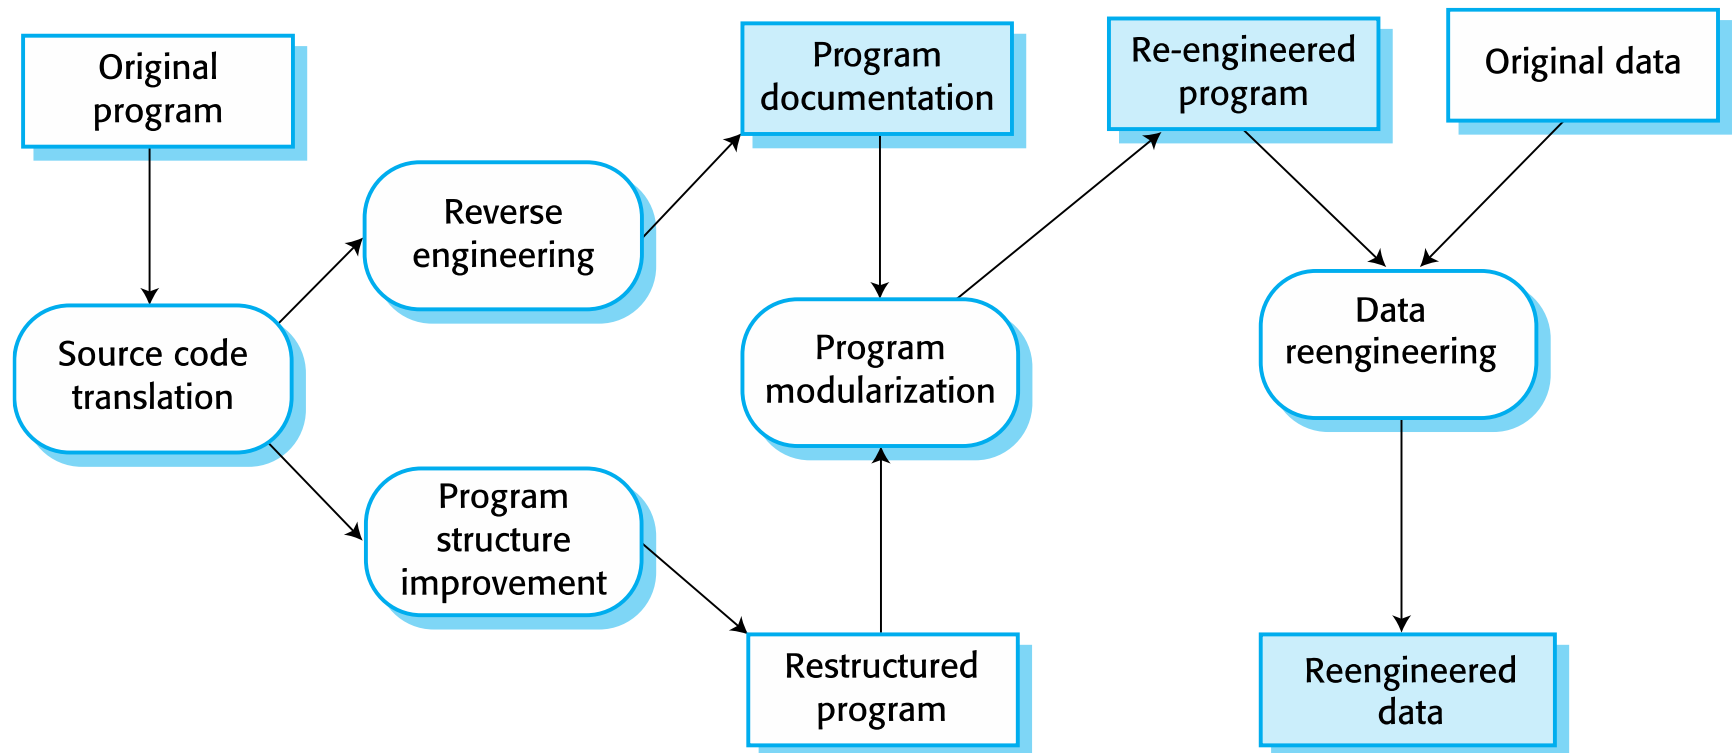 Original
program
Program
documentation
Re-engineered
program
Original data
Reverse
engineering
Source code
translation
Program
modularization
Data
reengineering
Program
structure
improvement
Restructured
program
Reengineered
data